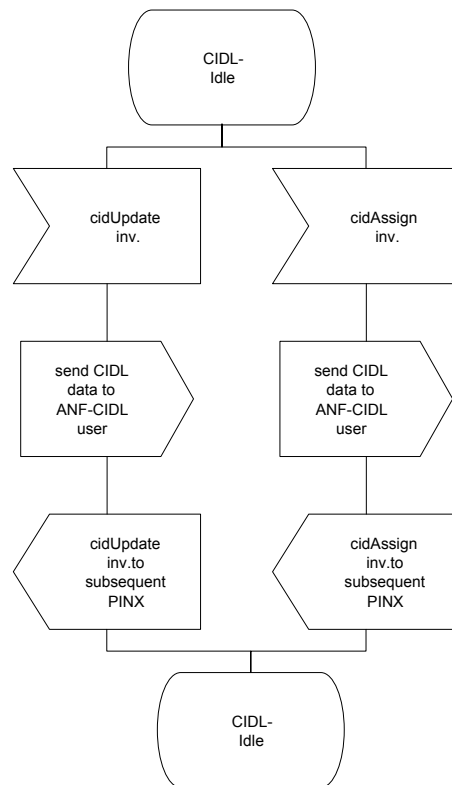 CIDL-
Idle
cidUpdate
inv.
cidAssign
inv.
send CIDL
data to
ANF-CIDL
user
send CIDL
data to
ANF-CIDL
user
cidUpdate
inv.to
subsequent
PINX
cidAssign
inv.to
subsequent
PINX
CIDL-
Idle